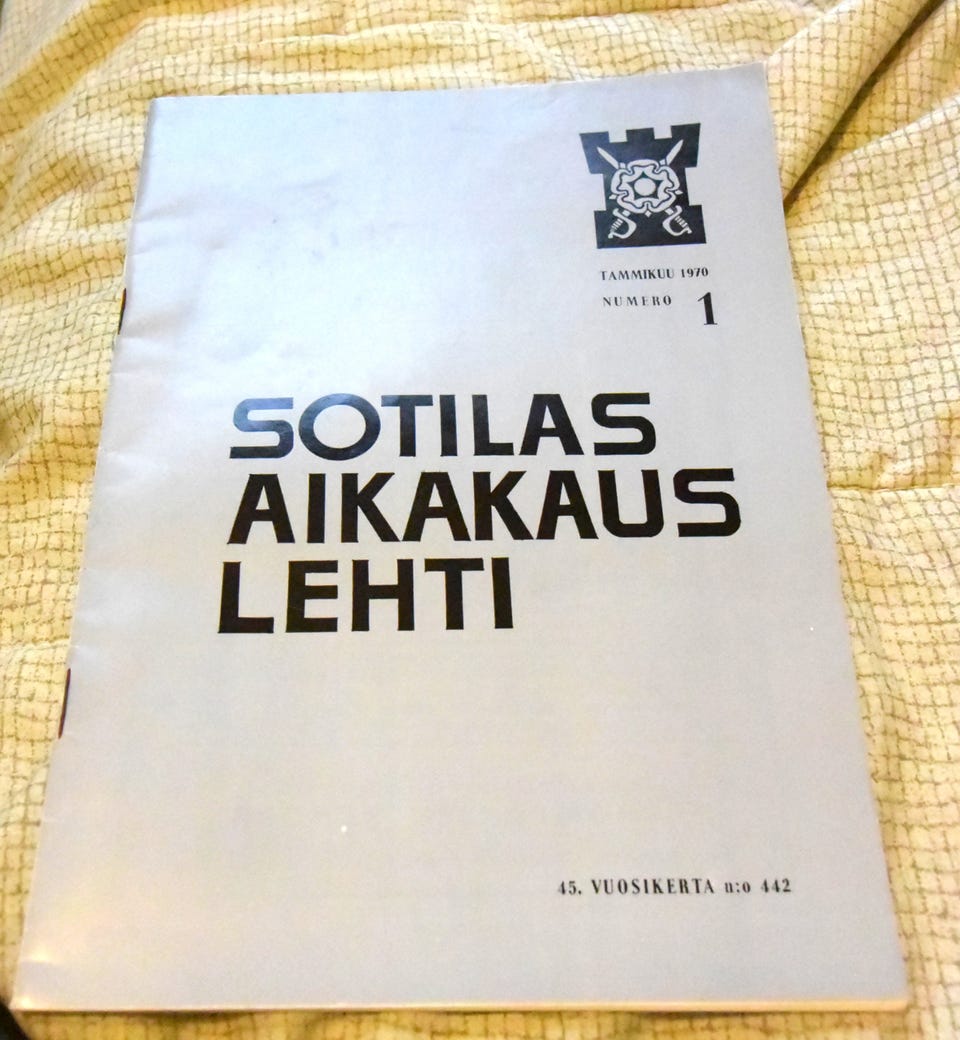 TAMMIKUU 1970
NUMERO 1
SOTILAS
AIKAKAUS
LEHTI
45. VUOSIKERTA n:o 442